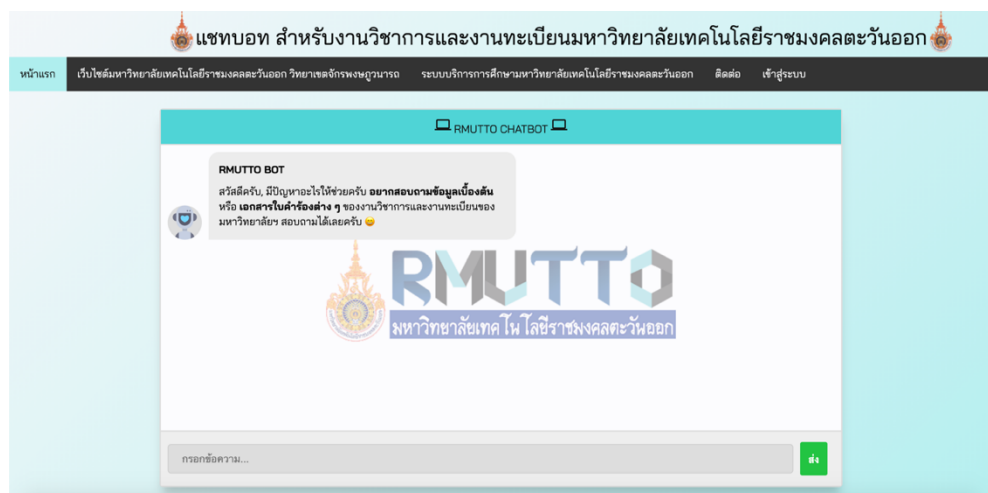 แชทบอท สำหรับงานวิชาการและงานทะเบียนมหาวิทยาลัยเทคโนโลยีราชมงคลตะวันออก
หน้าแรก เว็บไซต์มหาวิทยาลัยเทคโนโลยีราชมงคลตะวันออก วิทยาเขตจักรพงษภูวนารถ ระบบบริการการศึกษามหาวิทยาลัยเทคโนโลยีราชมงคลตะวันออก ติดต่อ เข้าสู่ระบบ
RMUTTO CHATBOT
RMUTTO BOT
สวัสดีครับ, มีปัญหาอะไรให้ช่วยครับ อยากสอบถามข้อมูลเบื้องต้น
หรือ เอกสารใบคำร้องต่าง ๆ ของงานวิชาการและงานทะเบียนของ
มหาวิทยาลัยฯ สอบถามได้เลยครับ 😄
RMUTTO
มหาวิทยาลัยเทคโนโลยีราชมงคลตะวันออก
กรอกข้อความ...
ส่ง